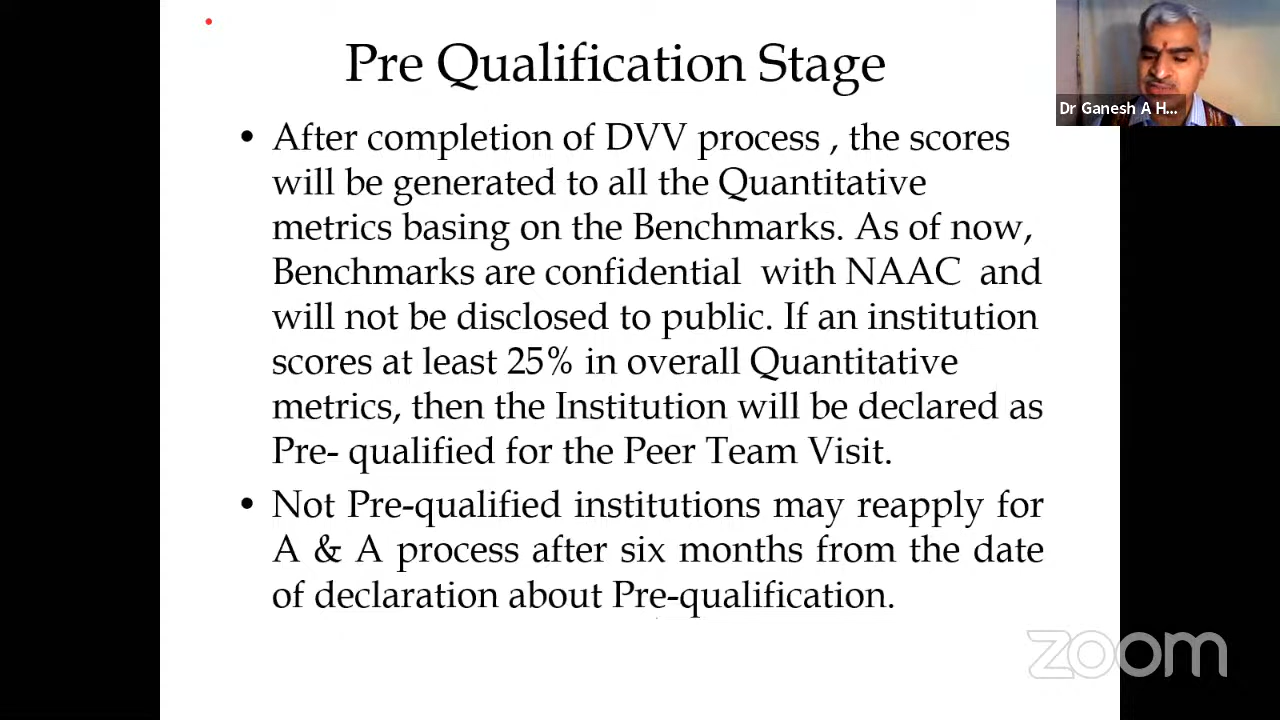 Pre Qualification Stage
Dr Ganesh A H...
• After completion of DVV process , the scores
will be generated to all the Quantitative
metrics basing on the Benchmarks. As of now,
Benchmarks are confidential with NAAC and
will not be disclosed to public. If an institution
scores at least 25% in overall Quantitative
metrics, then the Institution will be declared as
Pre- qualified for the Peer Team Visit.
• Not Pre-qualified institutions may reapply for
A & A process after six months from the date
of declaration about Pre-qualification.
zoom